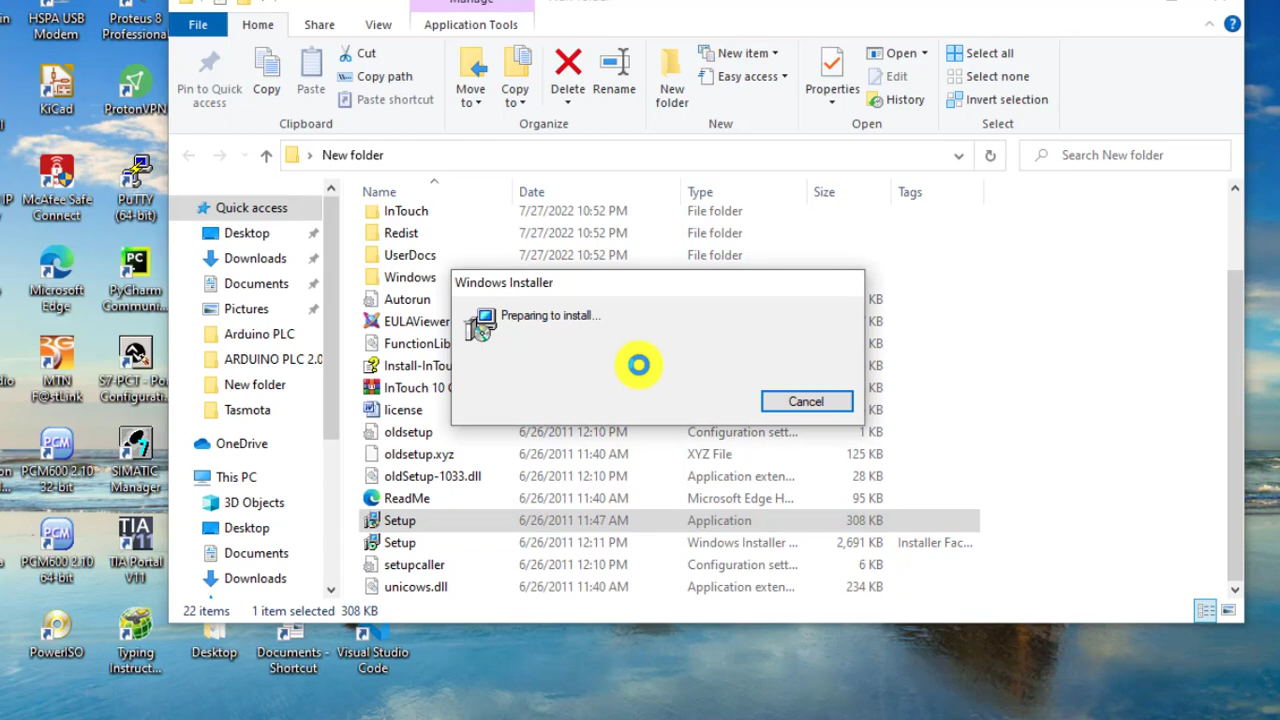 HSPA USB
Modem
Proteus 8
Professiona...
KiCad
ProtonVPN
McAfee Safe
Connect
PuTTY
(64-bit)
Microsoft
Edge
PyCharm
Communi...
MTN
F@stLink
S7-PCT - Po
Configurati...
PCM600 2.10
32-bit
SIMATIC
Manager
PCM600 2.10
64-bit
TIA Portal
V11
PowerISO
Typing
Instruct...
Desktop
Documents -
Shortcut
Visual Studio
Code
File
Home
Share
View
Application Tools
Pin to Quick
access
Copy
Paste
Cut
Copy path
Paste shortcut
Clipboard
Move
to
Copy
to
Delete
Rename
Organize
New
folder
New item
Easy access
New
Properties
Open
Edit
History
Open
Select all
Select none
Invert selection
Select
New folder
Search New folder
Quick access
Desktop
Downloads
Documents
Pictures
Arduino PLC
ARDUINO PLC 2.0
New folder
Tasmota
OneDrive
This PC
3D Objects
Desktop
Documents
Downloads
Name Date Type Size Tags
InTouch 7/27/2022 10:52 PM File folder
Redist 7/27/2022 10:52 PM File folder
UserDocs 7/27/2022 10:52 PM File folder
Windows
Autorun KB
EULAViewer KB
FunctionLib KB
Install-InTou KB
InTouch 10 KB
license KB
Windows Installer
Preparing to install...
Cancel
oldsetup 6/26/2011 12:10 PM Configuration sett... 1 KB
oldsetup.xyz 6/26/2011 11:40 AM XYZ File 125 KB
oldSetup-1033.dll 6/26/2011 12:10 PM Application exten... 28 KB
ReadMe 6/26/2011 11:40 AM Microsoft Edge H... 95 KB
Setup 6/26/2011 11:47 AM Application 308 KB
Setup 6/26/2011 12:11 PM Windows Installer ... 2,691 KB Installer Fac...
setupcaller 6/26/2011 12:10 PM Configuration sett... 6 KB
unicows.dll 6/26/2011 11:40 AM Application exten... 234 KB
22 items 1 item selected 308 KB